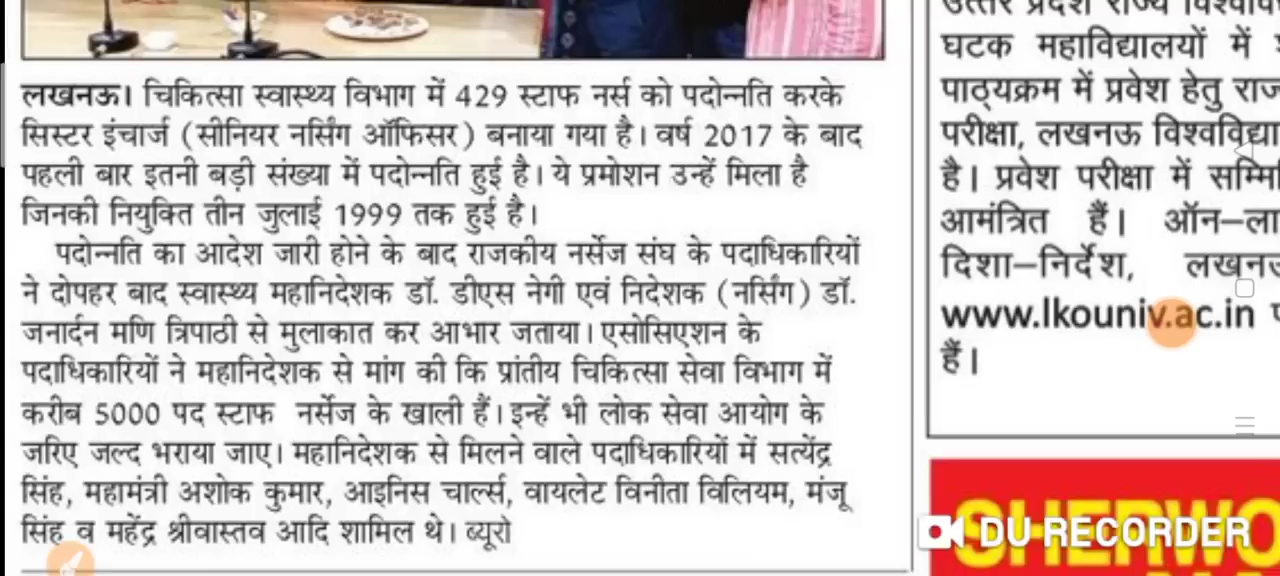 लखनऊ। चिकित्सा स्वास्थ्य विभाग में 429 स्टाफ नर्स को पदोन्नति करके
सिस्टर इंचार्ज (सीनियर नर्सिंग ऑफिसर) बनाया गया है। वर्ष 2017 के बाद
पहली बार इतनी बड़ी संख्या में पदोन्नति हुई है। ये प्रमोशन उन्हें मिला है
जिनकी नियुक्ति तीन जुलाई 1999 तक हुई है।
पदोन्नति का आदेश जारी होने के बाद राजकीय नर्सेज संघ के पदाधिकारियों
ने दोपहर बाद स्वास्थ्य महानिदेशक डॉ. डीएस नेगी एवं निदेशक (नर्सिंग) डॉ.
जनार्दन मणि त्रिपाठी से मुलाकात कर आभार जताया। एसोसिएशन के
पदाधिकारियों ने महानिदेशक से मांग की कि प्रांतीय चिकित्सा सेवा विभाग में
करीब 5000 पद स्टाफ नर्सेज के खाली हैं। इन्हें भी लोक सेवा आयोग के
जरिए जल्द भराया जाए। महानिदेशक से मिलने वाले पदाधिकारियों में सत्येंद्र
सिंह, महामंत्री अशोक कुमार, आइनिस चार्ल्स, वायलेट विनीता विलियम, मंजू
सिंह व महेंद्र श्रीवास्तव आदि शामिल थे। ब्यूरो
उत्तर प्रदेश राज्य
घटक महाविद्यालयों में
पाठ्यक्रम में प्रवेश हेतु
परीक्षा, लखनऊ
है। प्रवेश परीक्षा में
आमंत्रित हैं।
दिशा–निर्देश,
www.lkouniv.ac.in
हैं।
DU RECORDER